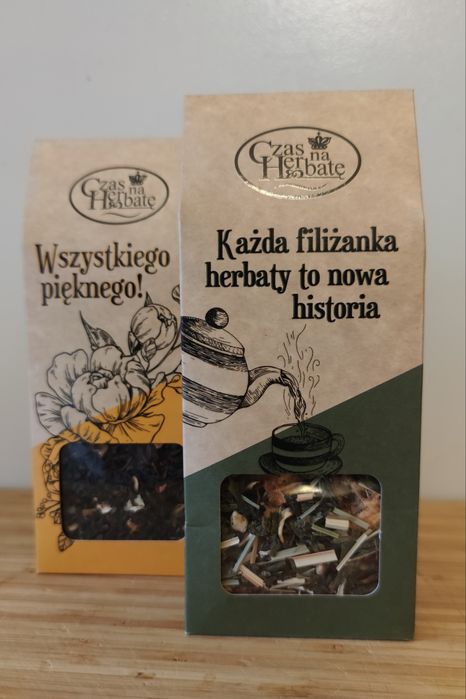 Czas na
Herbatę
Wszystkiego
pięknego!
Czas na
Herbatę
Każda filiżanka
herbaty to nowa
historia